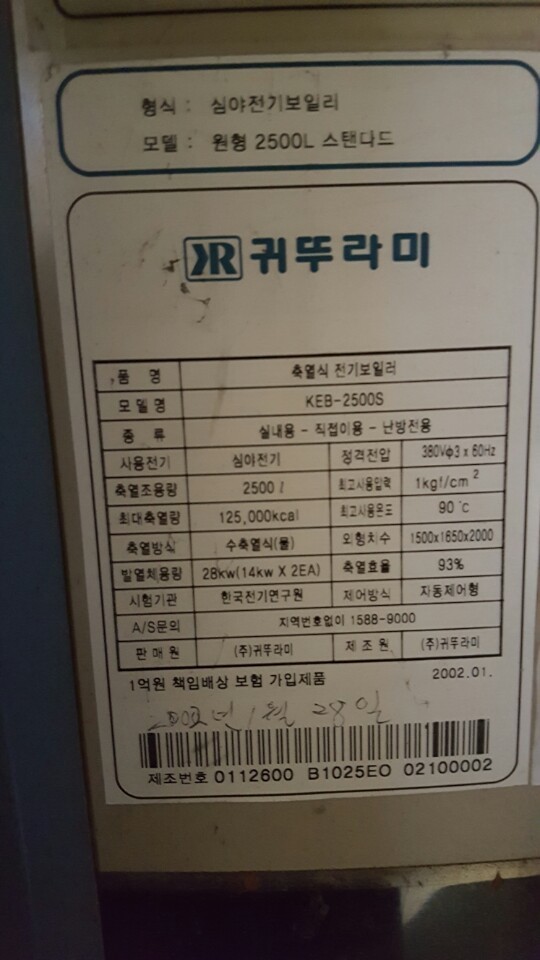 형식 : 심야전기보일리
모델 : 원형 2500L 스탠다드
KR 귀뚜라미
품 명 축열식 전기보일러
모델명 KEB-2500S
종 류 실내용 - 직접이용 - 난방전용
사용전기 심야전기 정격전압 380Vφ3 x 60Hz
축열조용량 2500 l 최고사용압력 1kgf/cm²
최대축열량 125,000kcal 최고사용온도 90 ℃
축열방식 수축열식(물) 외형치수 1500x1650x2000
발열체용량 28kw(14kw X 2EA) 축열효율 93%
시험기관 한국전기연구원 제어방식 자동제어형
A/S문의 지역번호없이 1588-9000
판 매 원 (주)귀뚜라미 제 조 원 (주)귀뚜라미
1억원 책임배상 보험 가입제품 2002.01.
2002년 1월 28일
제조번호 0112600 B1025EO 02100002